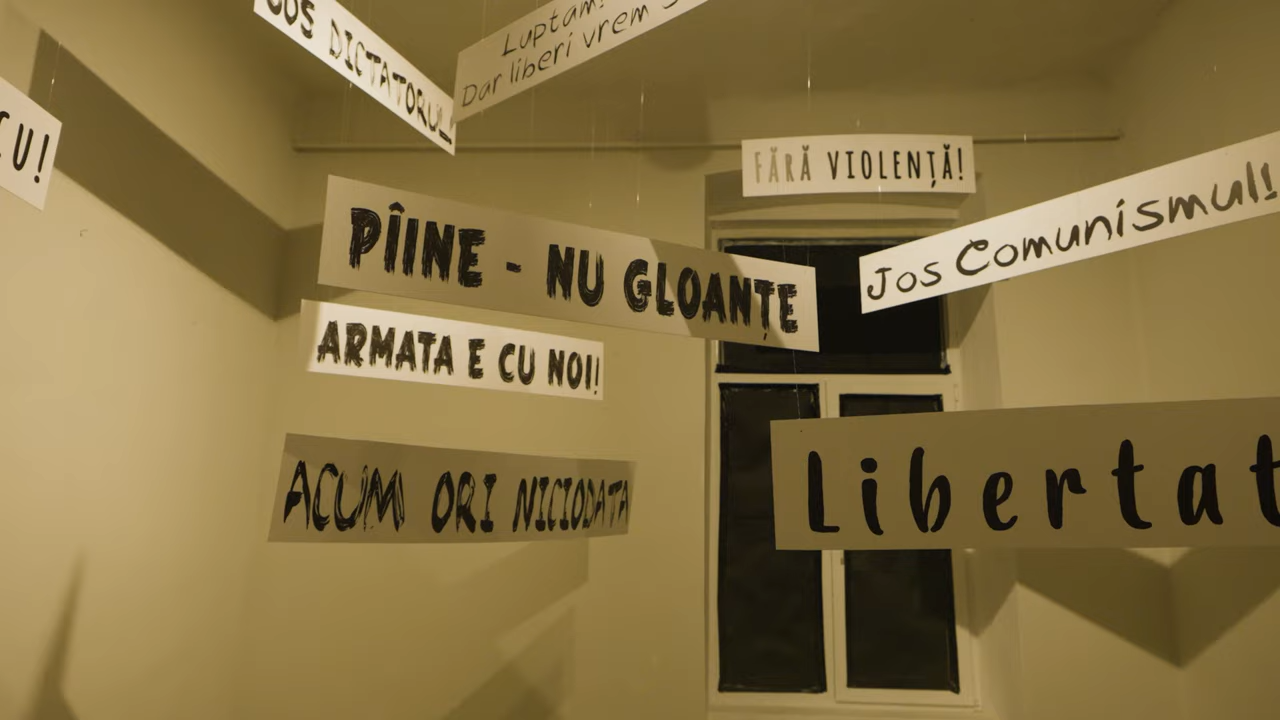 JOS DICTATORUL!
Luptam!
Dar liberi vrem
CU!
FĂRĂ VIOLENȚĂ!
Jos Comunismul!
PÎINE - NU GLOANȚE
ARMATA E CU NOI!
ACUM ORI NICIODATA
Libertat